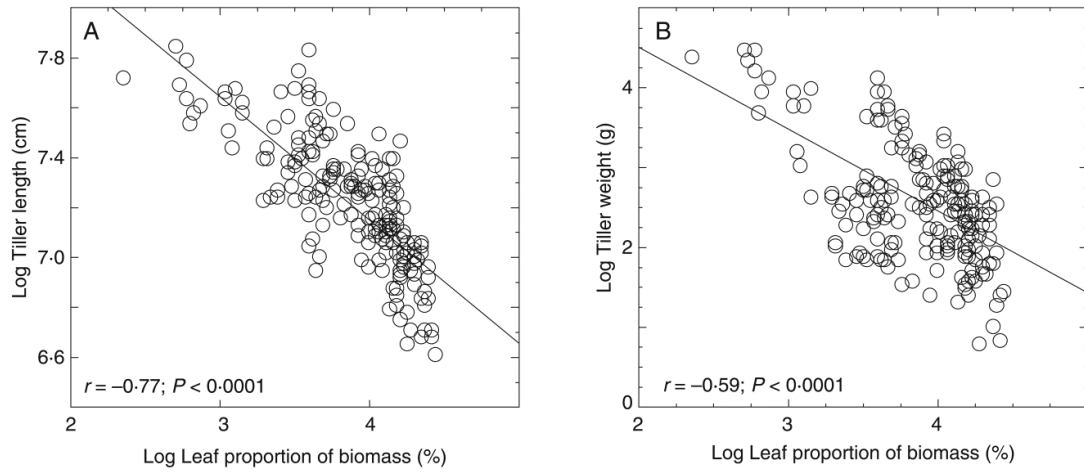 A
Log Tiller length (cm)
7·8
7·4
7·0
6·6
r = –0·77; P < 0·0001
2
3
4
Log Leaf proportion of biomass (%)
B
Log Tiller weight (g)
4
2
0
r = –0·59; P < 0·0001
2
3
4
Log Leaf proportion of biomass (%)